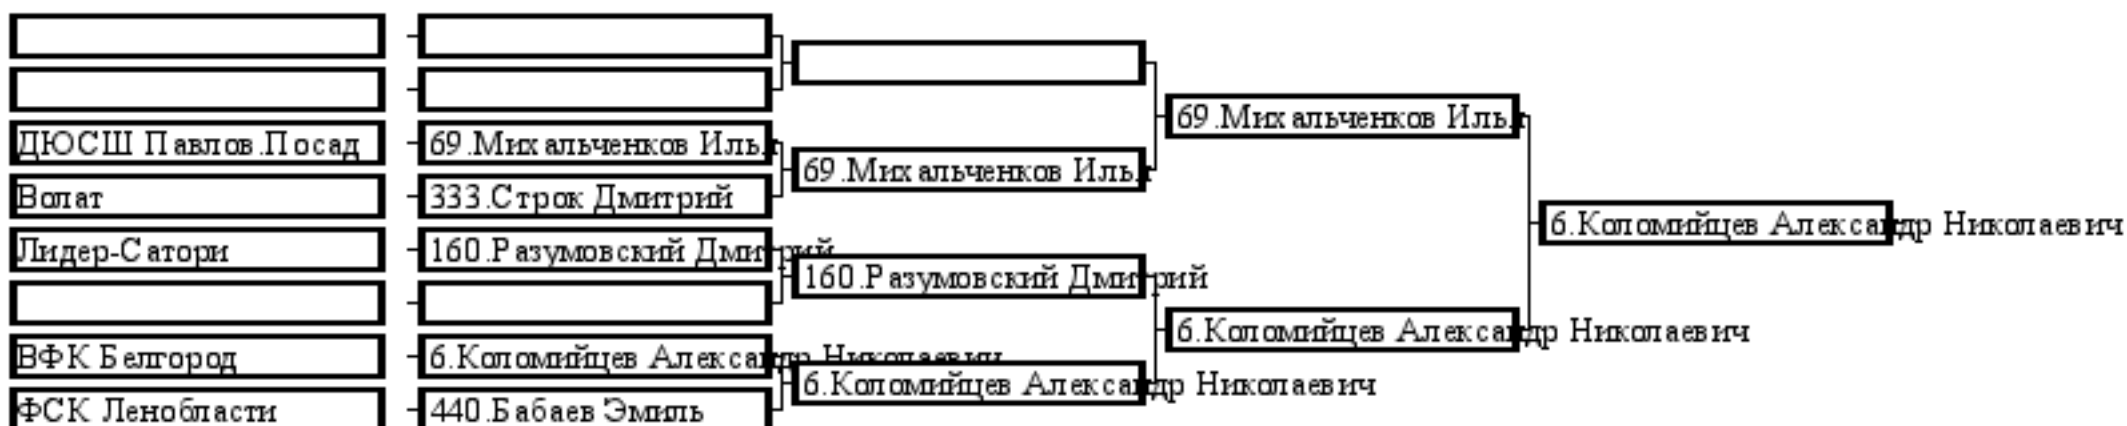 ДЮСШ Павлов.Посад
69.Михальченков Илья
Волат
333.Строк Дмитрий
Лидер-Сатори
160.Разумовский Дмитрий
ВФК Белгород
6.Коломийцев Александр Николаевич
ФСК Ленобласти
440.Бабаев Эмиль
69.Михальченков Илья
160.Разумовский Дмитрий
6.Коломийцев Александр Николаевич
69.Михальченков Илья
6.Коломийцев Александр Николаевич
6.Коломийцев Александр Николаевич